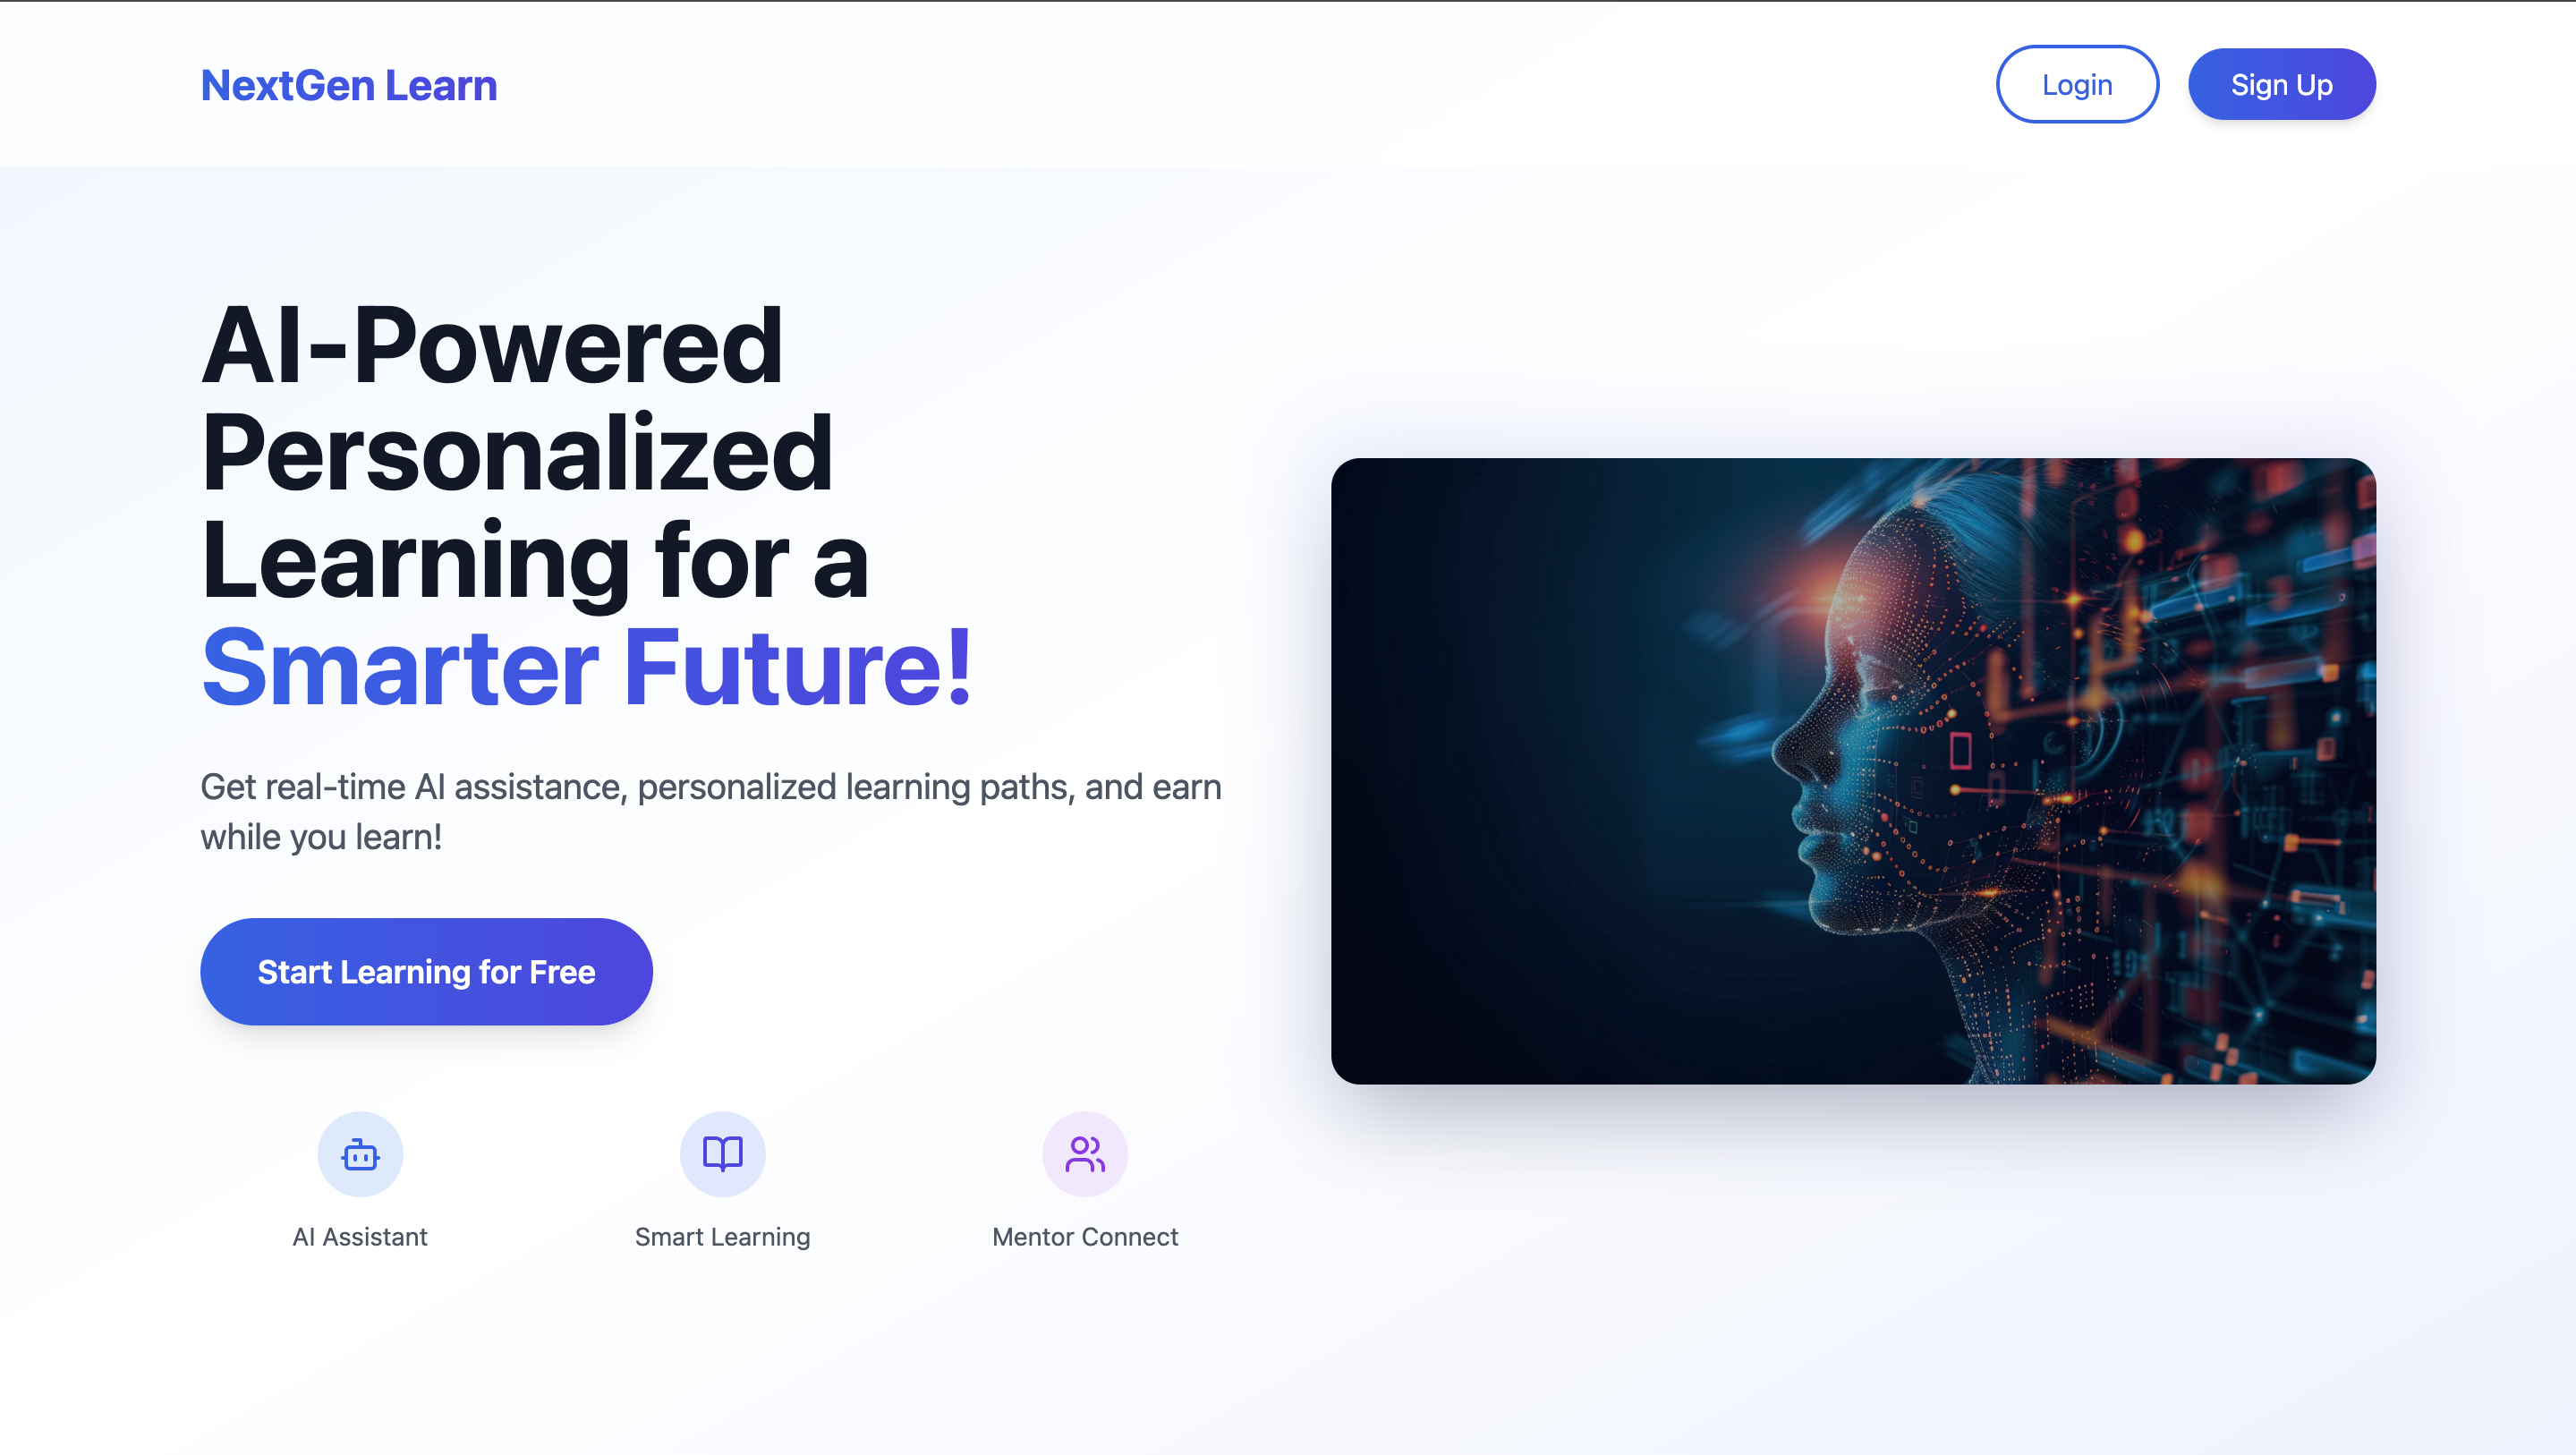 NextGen Learn
Login
Sign Up
AI-Powered
Personalized
Learning for a
Smarter Future!
Get real-time AI assistance, personalized learning paths, and earn
while you learn!
Start Learning for Free
AI Assistant
Smart Learning
Mentor Connect